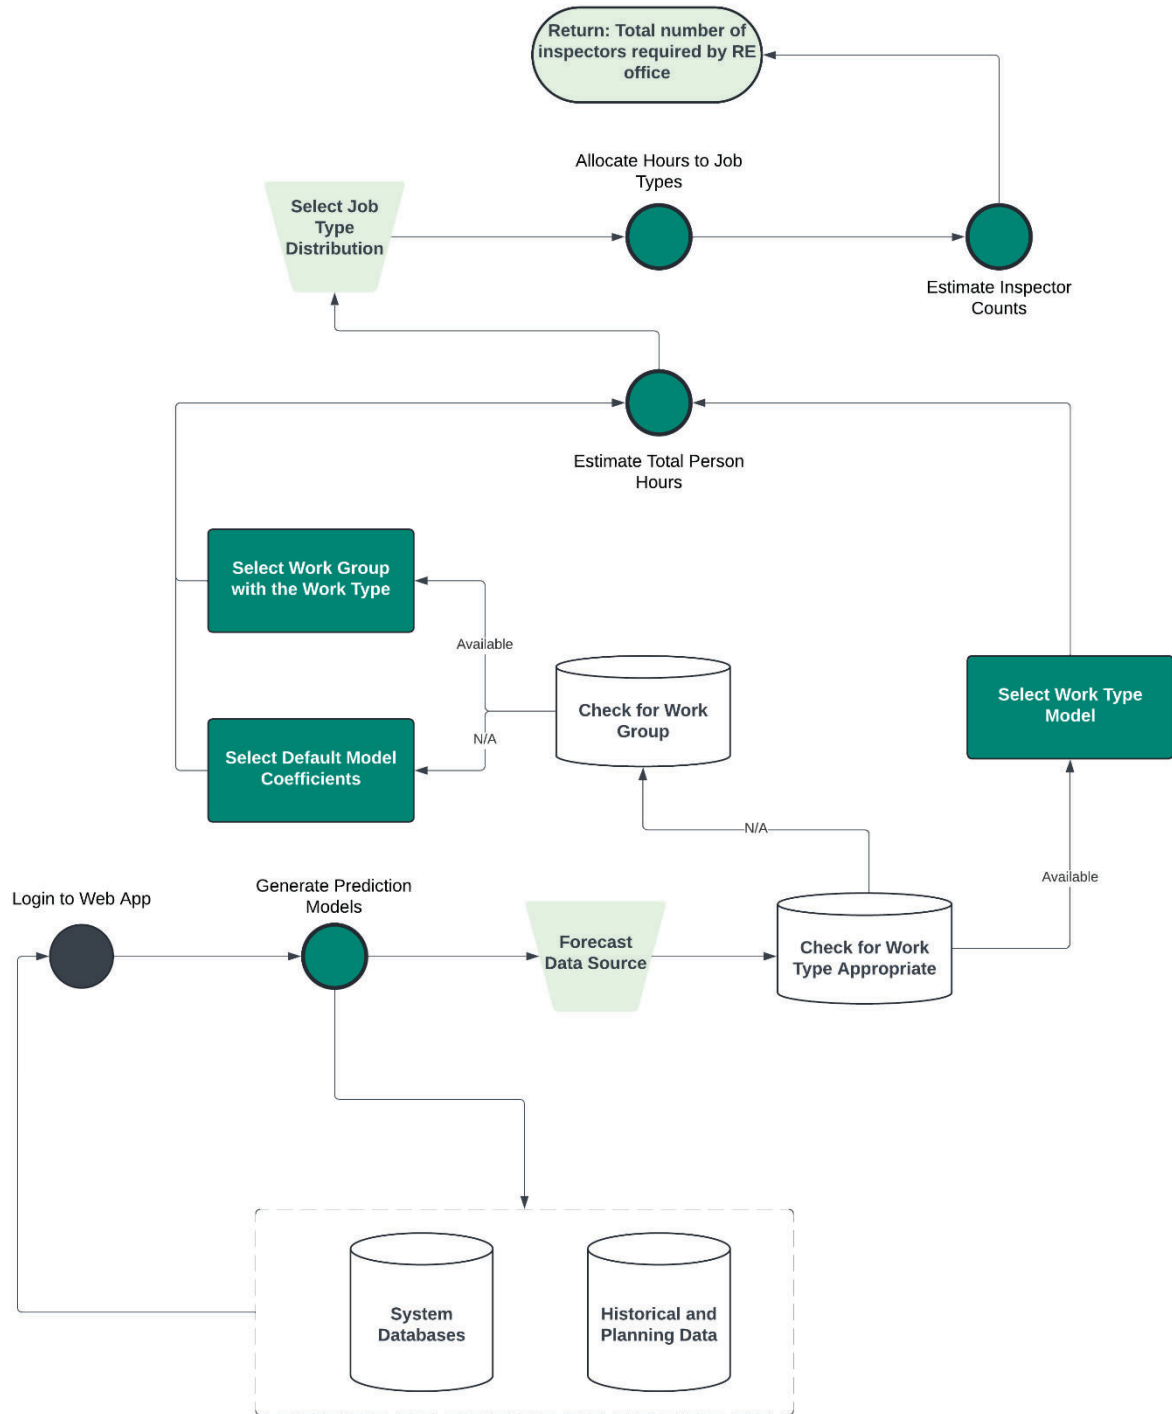 Return: Total number of
inspectors required by RE
office
Allocate Hours to Job
Types
Select Job
Type
Distribution
Estimate Inspector
Counts
Estimate Total Person
Hours
Select Work Group
with the Work Type
Available
Check for Work
Group
Select Work Type
Model
N/A
Select Default Model
Coefficients
N/A
Available
Login to Web App
Generate Prediction
Models
Forecast
Data Source
Check for Work
Type Appropriate
System
Databases
Historical and
Planning Data